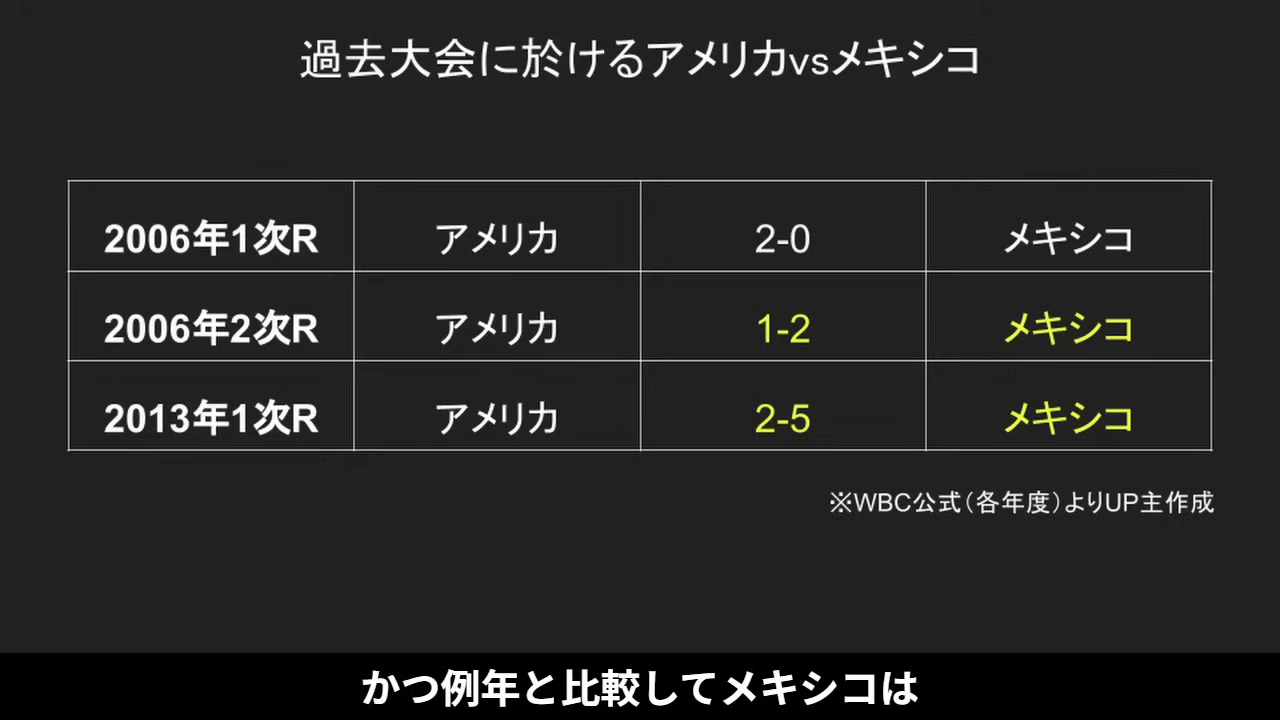 過去大会に於けるアメリカvsメキシコ
2006年1次R アメリカ 2-0 メキシコ
2006年2次R アメリカ 1-2 メキシコ
2013年1次R アメリカ 2-5 メキシコ
※WBC公式（各年度）よりUP主作成
かつ例年と比較してメキシコは